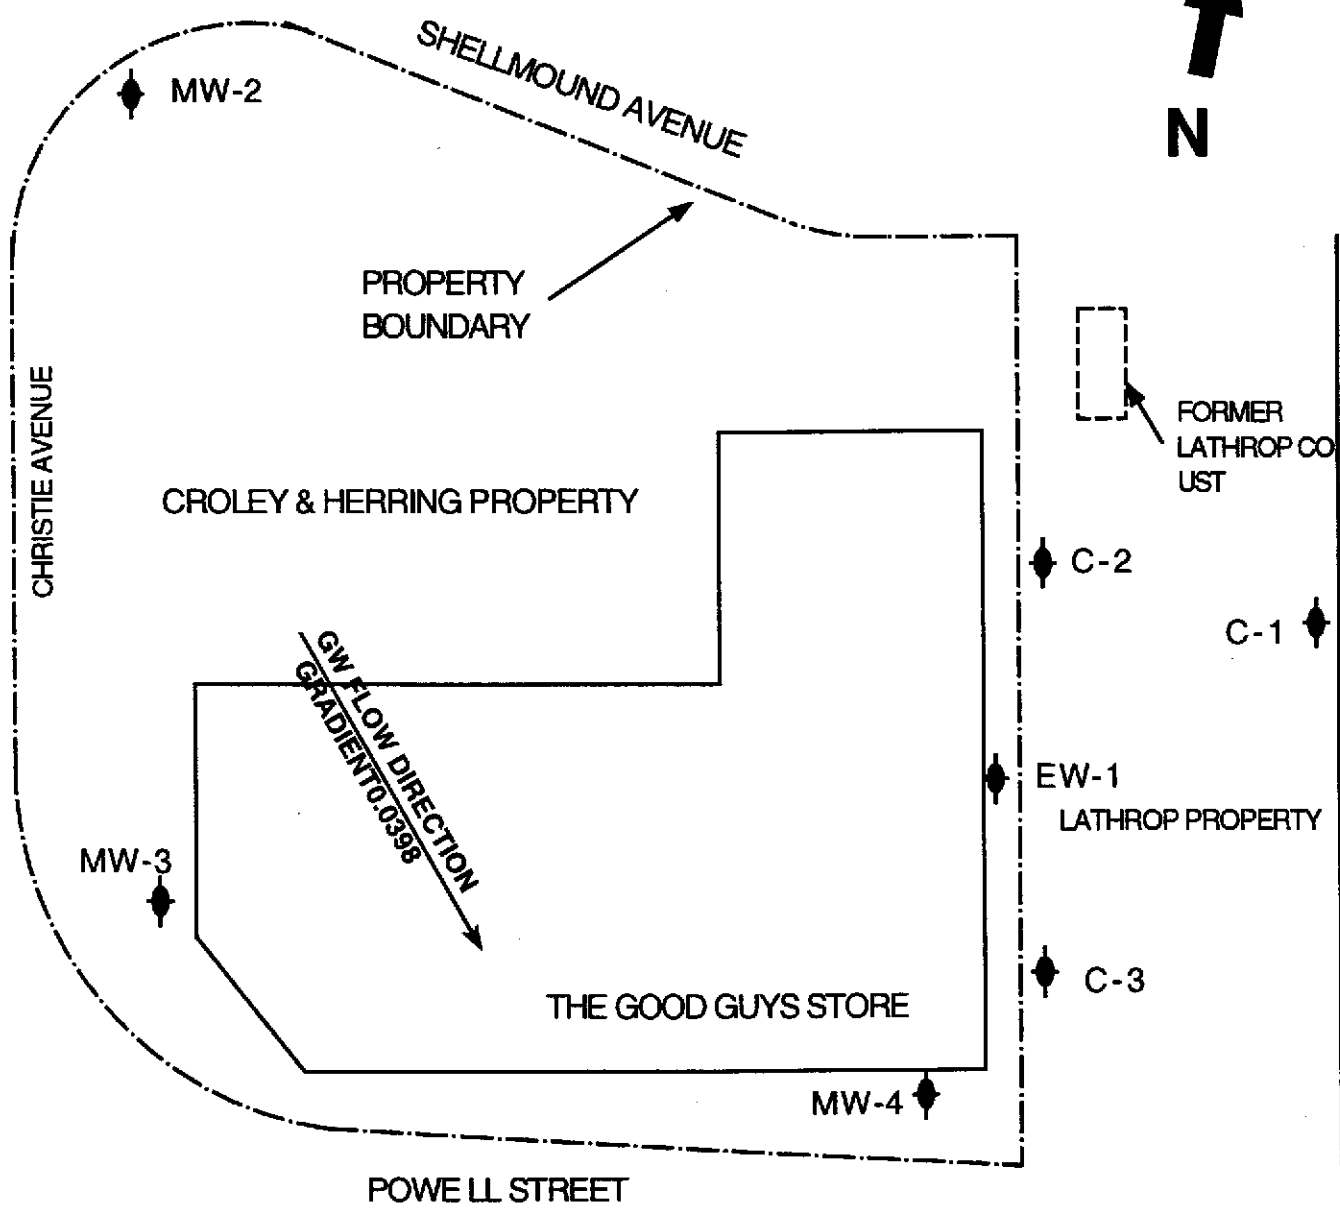 SHELLMOUND AVENUE
MW-2
N
PROPERTY
BOUNDARY
CHRISTIE AVENUE
FORMER
LATHROP CO
UST
CROLEY & HERRING PROPERTY
C-2
C-1
GW FLOW DIRECTION
GRADIENT0.0398
EW-1
LATHROP PROPERTY
MW-3
C-3
THE GOOD GUYS STORE
MW-4
POWE LL STREET